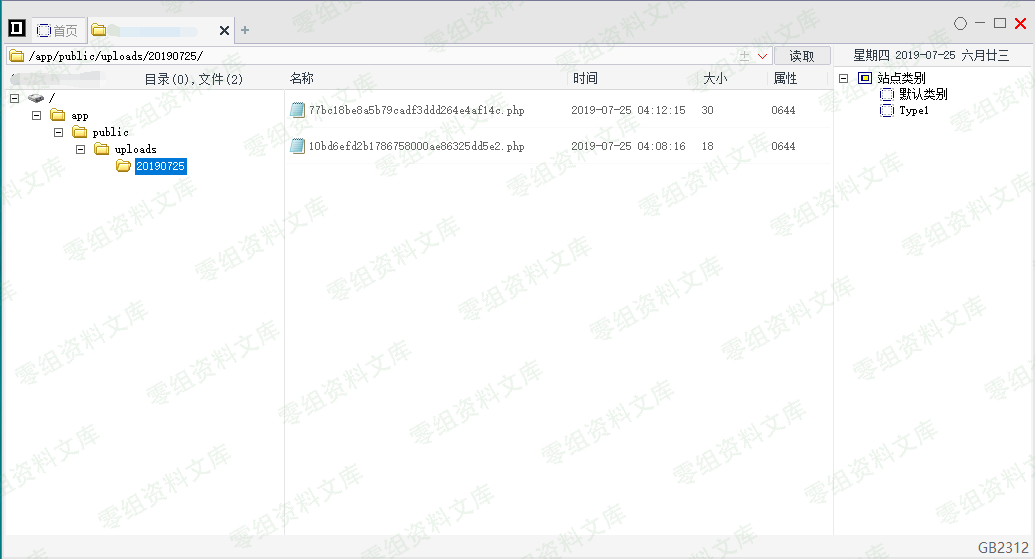 首页
+
/app/public/uploads/20190725/
读取
星期四 2019-07-25 六月廿三
目录(0),文件(2)
名称 时间 大小 属性
/
app
public
uploads
20190725
77bc18be8a5b79cadf3ddd264e4af14c.php 2019-07-25 04:12:15 30 0644
10bd6efd2b1786758000ae86325dd5e2.php 2019-07-25 04:08:16 18 0644
站点类别
默认类别
Type1
GB2312
零组资料文库